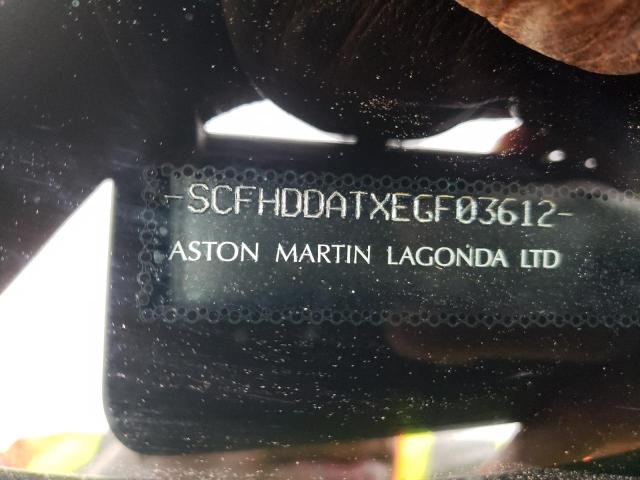 -SCFHDDATXEGF03612-
ASTON MARTIN LAGONDA LTD